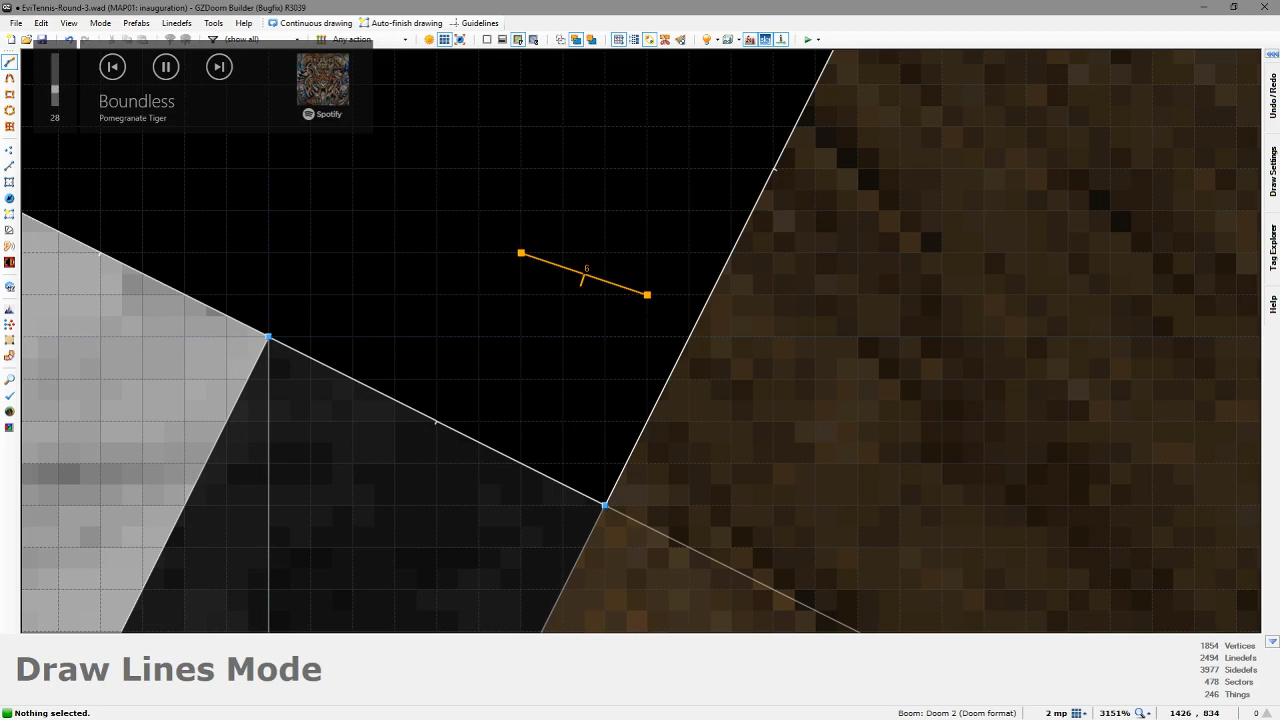 • EviTennis-Round-3.wad (MAP01: inauguration) - GZDoom Builder (Bugfix) R3039
File Edit View Mode Prefabs Linedefs Tools Help Continuous drawing Auto-finish drawing Guidelines
(show all) Any action
28
Boundless
Pomegranate Tiger
Spotify
6
Undo / Redo
Draw Settings
Tag Explorer
Help
Draw Lines Mode
1854 Vertices
2494 Linedefs
3977 Sidedefs
478 Sectors
246 Things
Nothing selected.
Boom: Doom 2 (Doom format) 2 mp 3151% 1426 , 834 0